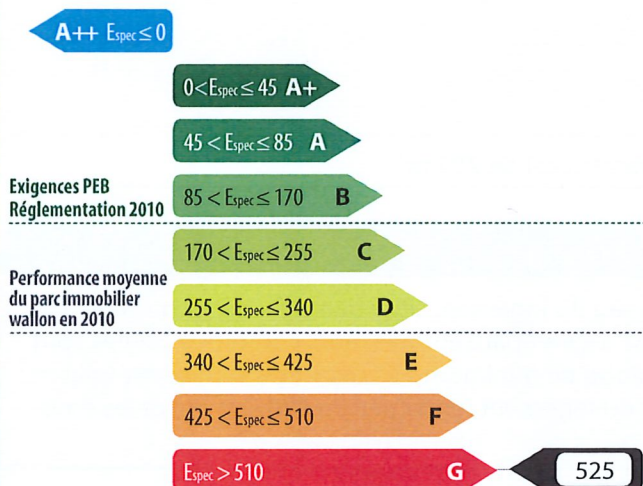 A++ Espec ≤ 0
0 < Espec ≤ 45 A+
45 < Espec ≤ 85 A
Exigences PEB
Réglementation 2010
85 < Espec ≤ 170 B
170 < Espec ≤ 255 C
Performance moyenne
du parc immobilier
wallon en 2010
255 < Espec ≤ 340 D
340 < Espec ≤ 425 E
425 < Espec ≤ 510 F
Espec > 510 G 525